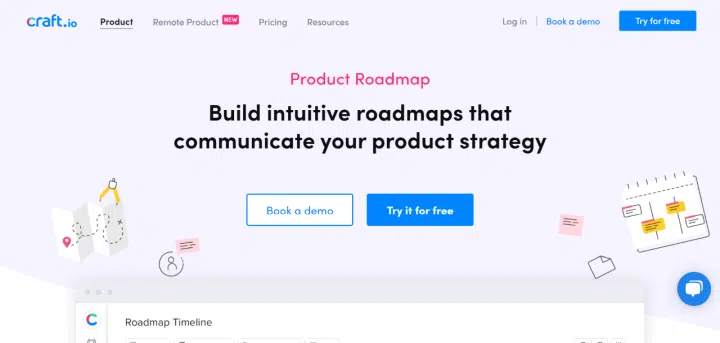 craft.io
Product
Remote Product NEW
Pricing
Resources
Log in
Book a demo
Try for free
Product Roadmap
Build intuitive roadmaps that
communicate your product strategy
Book a demo
Try it for free
Roadmap Timeline